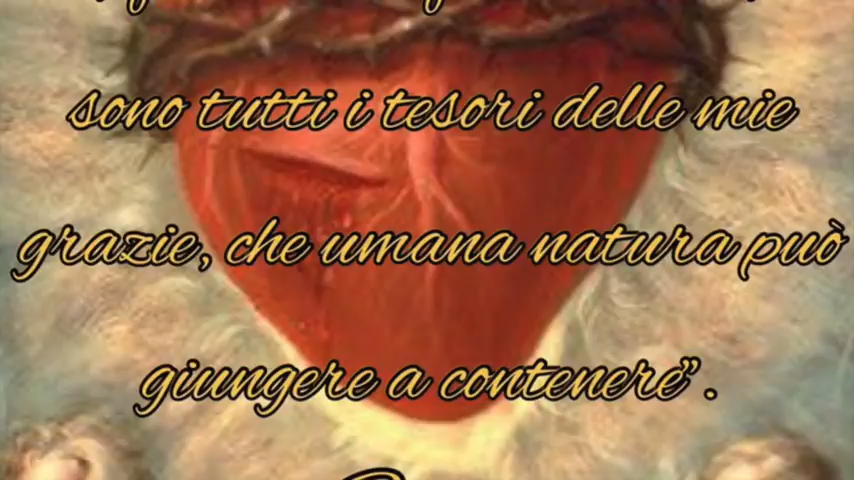 sono tutti i tesori delle mie
grazie, che umana natura può
giungere a contenere”.